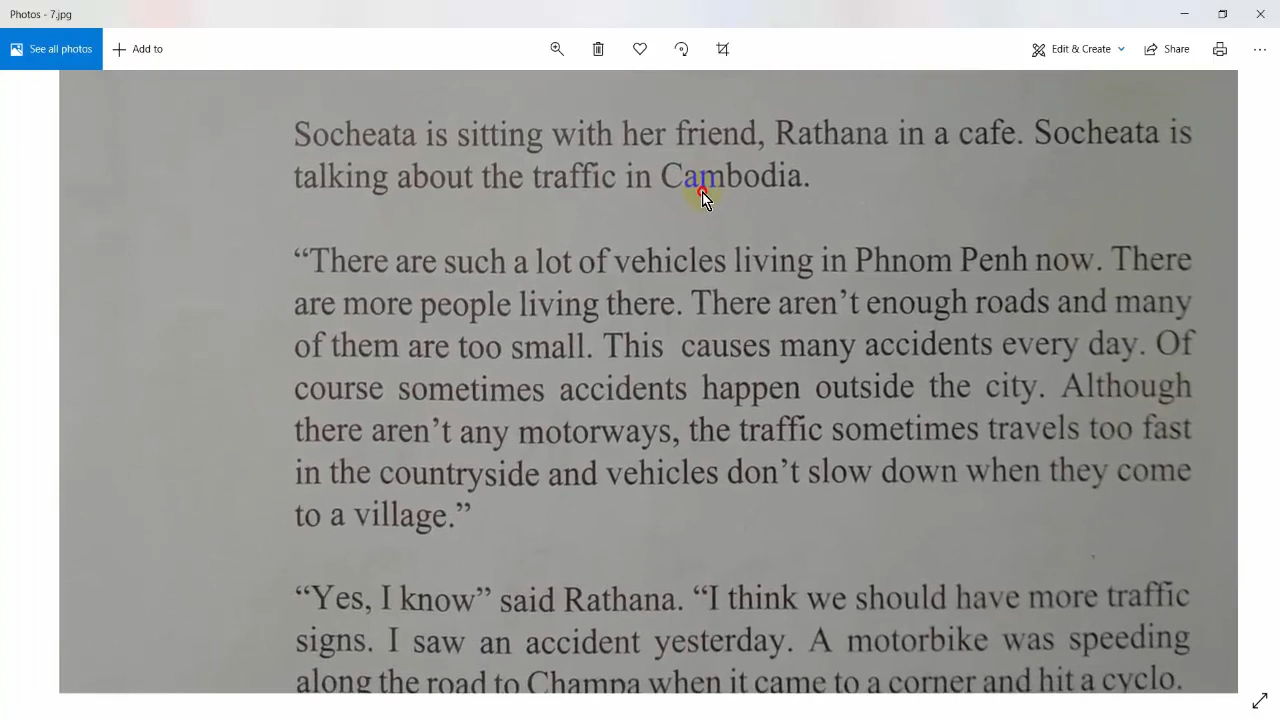 Photos - 7.jpg
See all photos
Add to
Edit & Create
Share
Socheata is sitting with her friend, Rathana in a cafe. Socheata is
talking about the traffic in Cambodia.
“There are such a lot of vehicles living in Phnom Penh now. There
are more people living there. There aren’t enough roads and many
of them are too small. This causes many accidents every day. Of
course sometimes accidents happen outside the city. Although
there aren’t any motorways, the traffic sometimes travels too fast
in the countryside and vehicles don’t slow down when they come
to a village.”
“Yes, I know” said Rathana. “I think we should have more traffic
signs. I saw an accident yesterday. A motorbike was speeding
along the road to Champa when it came to a corner and hit a cyclo.